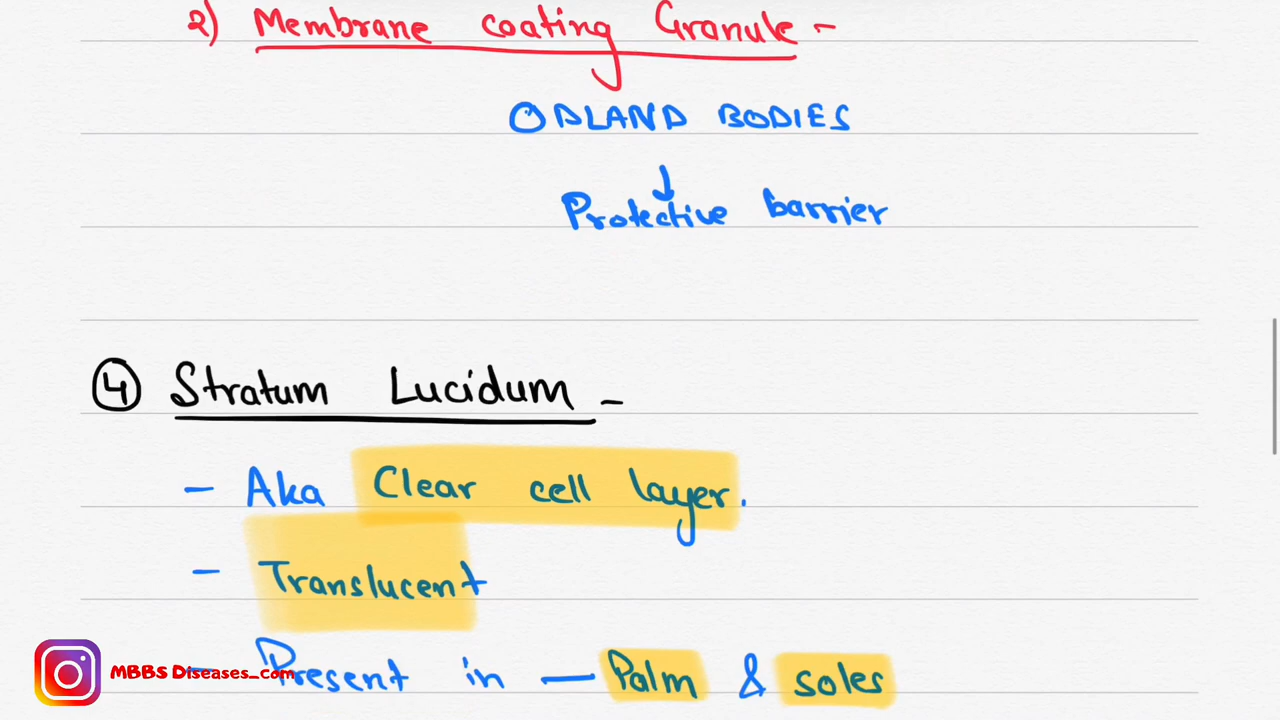 2) Membrane coating Granule -
ODLAND BODIES
↓
Protective barrier
4 Stratum Lucidum -
- Aka Clear cell layer.
- Translucent
- Present in — Palm & soles
MBBS Diseases_com